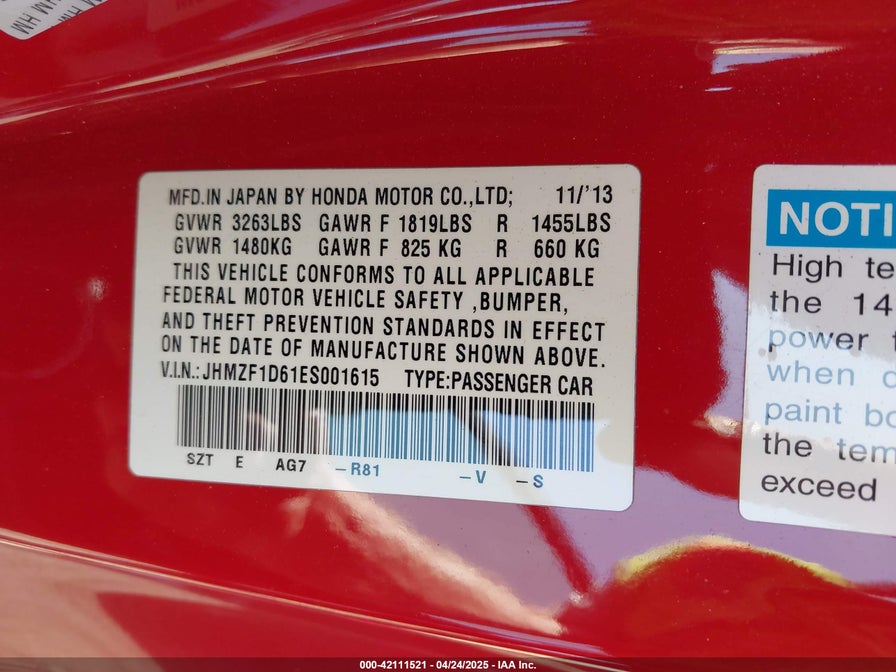 HM HM
MFD.IN JAPAN BY HONDA MOTOR CO.,LTD; 11/'13
GVWR 3263LBS GAWR F 1819LBS R 1455LBS
GVWR 1480KG GAWR F 825 KG R 660 KG
THIS VEHICLE CONFORMS TO ALL APPLICABLE
FEDERAL MOTOR VEHICLE SAFETY ,BUMPER,
AND THEFT PREVENTION STANDARDS IN EFFECT
ON THE DATE OF MANUFACTURE SHOWN ABOVE.
V.I.N.:JHMZF1D61ES001615 TYPE:PASSENGER CAR
SZT E AG7 –R81 –V –S
NOTI
High te
the 14
power
when
paint bo
the tem
exceed
000-42111521 - 04/24/2025 - IAA Inc.